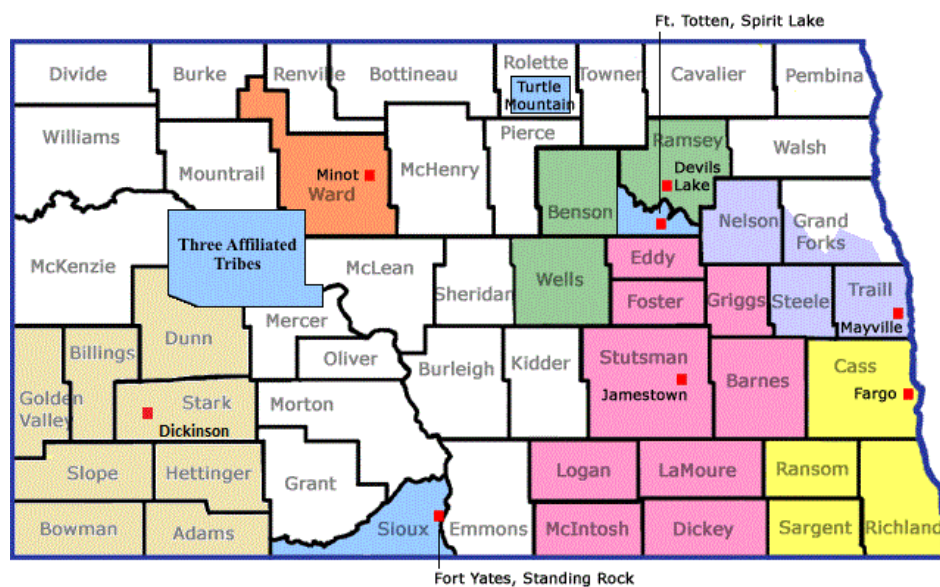 Ft. Totten, Spirit Lake
Divide
Burke
Renville
Bottineau
Rolette
Turtle
Mountain
Towner
Cavalier
Pembina
Williams
Mountrail
Minot
Ward
McHenry
Pierce
Ramsey
Devils
Lake
Walsh
Benson
Nelson
Grand
Forks
McKenzie
Three Affiliated
Tribes
McLean
Sheridan
Wells
Eddy
Foster
Griggs
Steele
Traill
Mayville
Dunn
Mercer
Billings
Oliver
Burleigh
Kidder
Stutsman
Jamestown
Barnes
Cass
Fargo
Golden
Valley
Stark
Dickinson
Morton
Slope
Hettinger
Grant
Logan
LaMoure
Ransom
Bowman
Adams
Sioux
Emmons
McIntosh
Dickey
Sargent
Richland
Fort Yates, Standing Rock